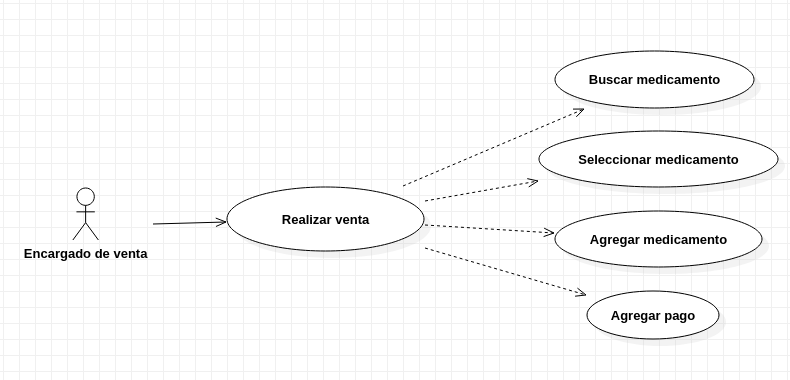 Buscar medicamento
Seleccionar medicamento
Realizar venta
Agregar medicamento
Encargado de venta
Agregar pago